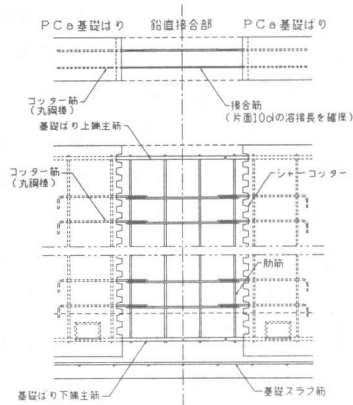 PCa基礎ばり 鉛直接合部 PCa基礎ばり
コッター筋
(丸鋼棒)
接合筋
(片面10dの溶接長を確保)
基礎ばり上端主筋
コッター筋
(丸鋼棒)
シャーコッター
肋筋
基礎ばり下端主筋
基礎スラブ筋